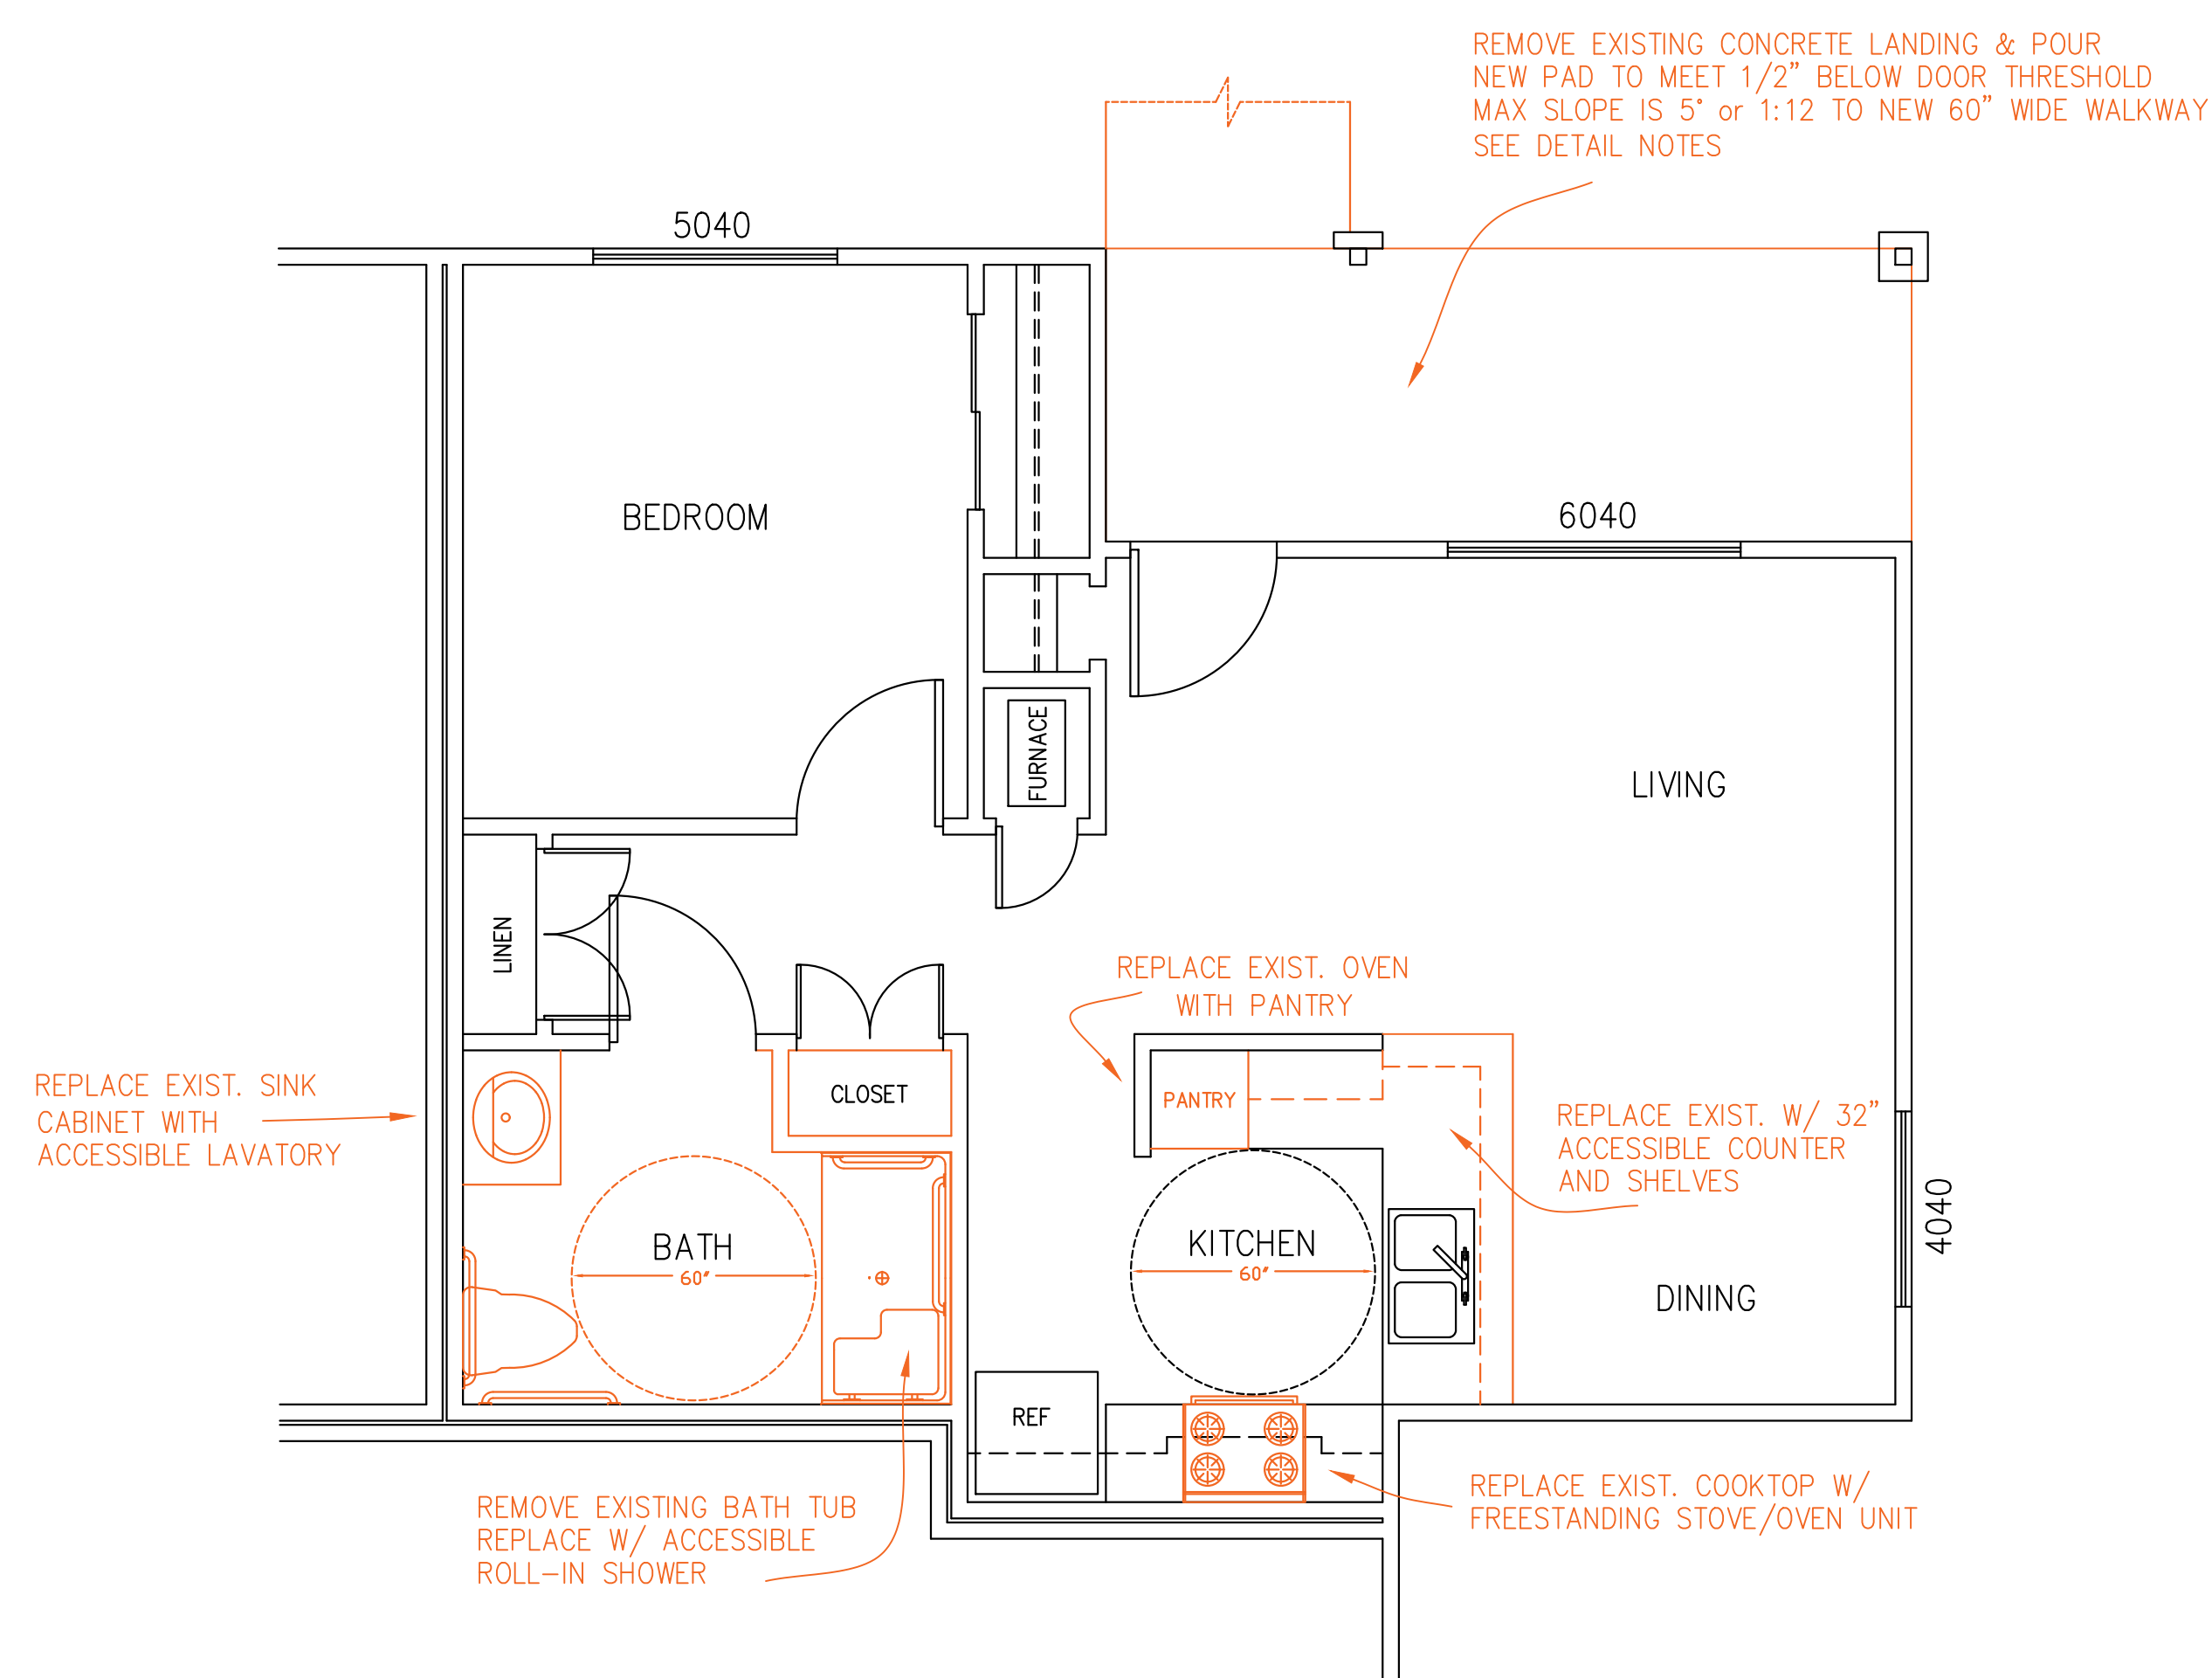 REMOVE EXISTING CONCRETE LANDING & POUR
NEW PAD TO MEET 1/2" BELOW DOOR THRESHOLD
MAX SLOPE IS 5° or 1:12 TO NEW 60" WIDE WALKWAY
SEE DETAIL NOTES
5040
BEDROOM
6040
FURNACE
LIVING
LINEN
REPLACE EXIST. OVEN
WITH PANTRY
REPLACE EXIST. SINK
CABINET WITH
ACCESSIBLE LAVATORY
CLOSET
PANTRY
REPLACE EXIST. W/ 32"
ACCESSIBLE COUNTER
AND SHELVES
4040
BATH
60"
KITCHEN
60"
DINING
REF
REMOVE EXISTING BATH TUB
REPLACE W/ ACCESSIBLE
ROLL-IN SHOWER
REPLACE EXIST. COOKTOP W/
FREESTANDING STOVE/OVEN UNIT